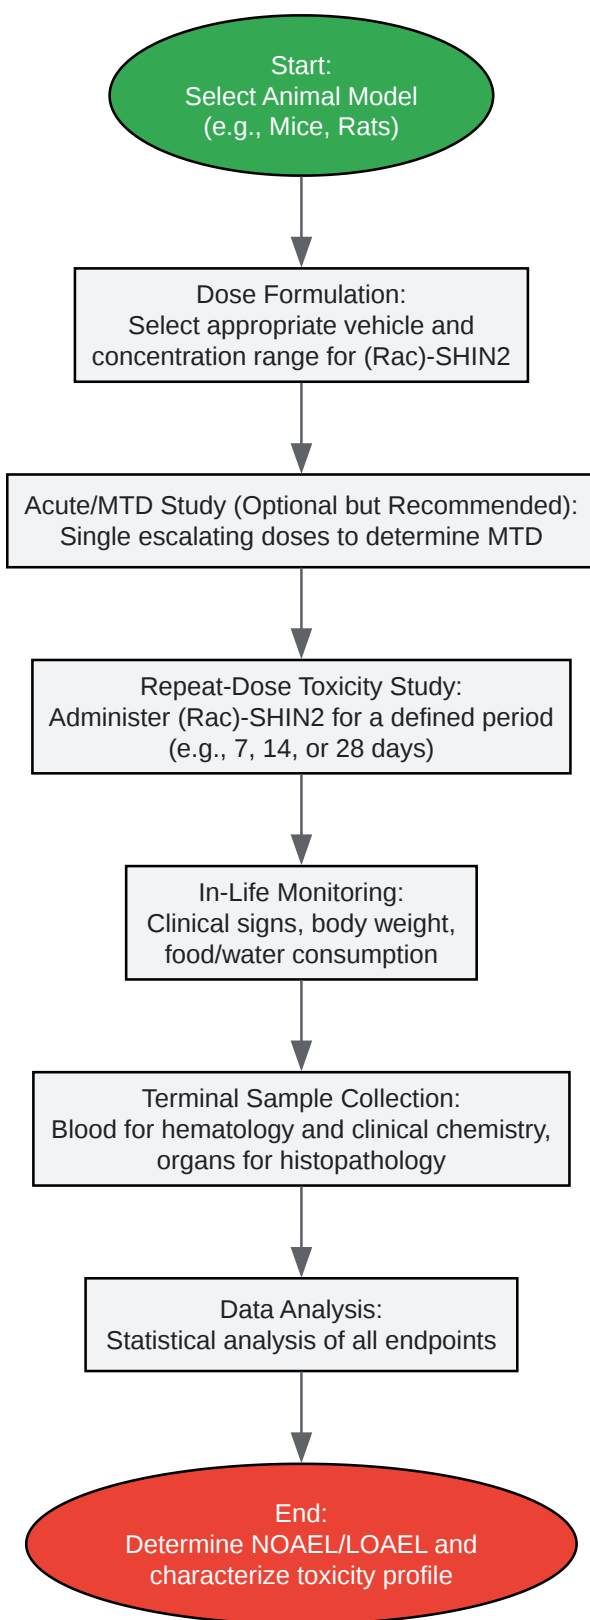 Start:
Select Animal Model
(e.g., Mice, Rats)
Dose Formulation:
Select appropriate vehicle and
concentration range for (Rac)-SHIN2
Acute/MTD Study (Optional but Recommended):
Single escalating doses to determine MTD
Repeat-Dose Toxicity Study:
Administer (Rac)-SHIN2 for a defined period
(e.g., 7, 14, or 28 days)
In-Life Monitoring:
Clinical signs, body weight,
food/water consumption
Terminal Sample Collection:
Blood for hematology and clinical chemistry,
organs for histopathology
Data Analysis:
Statistical analysis of all endpoints
End:
Determine NOAEL/LOAEL and
characterize toxicity profile